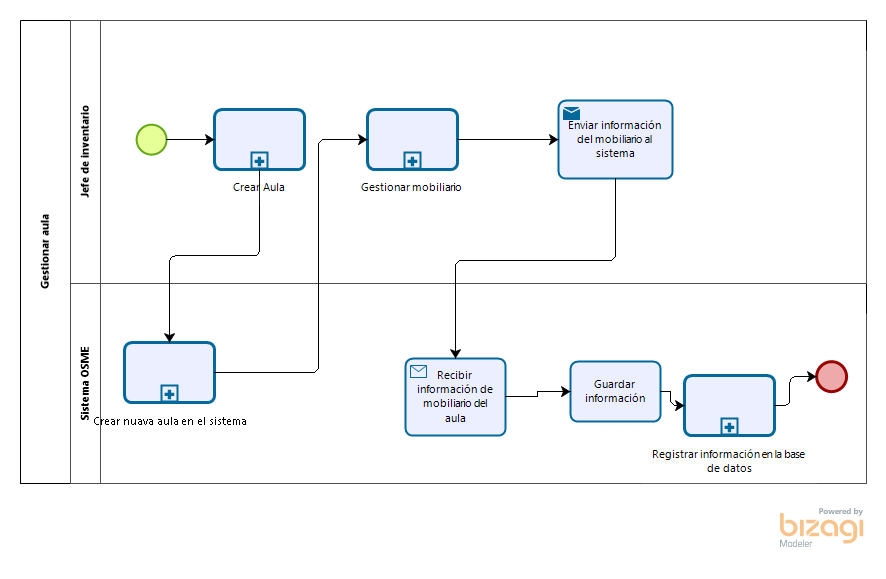 Gestionar aula
Jefe de inventario
Crear Aula
Gestionar mobiliario
Enviar información
del mobiliario al
sistema
Sistema OSME
Crear nuava aula en el sistema
Recibir
información de
mobiliario del
aula
Guardar
información
Registrar información en la base
de datos
Powered by
bizagi
Modeler